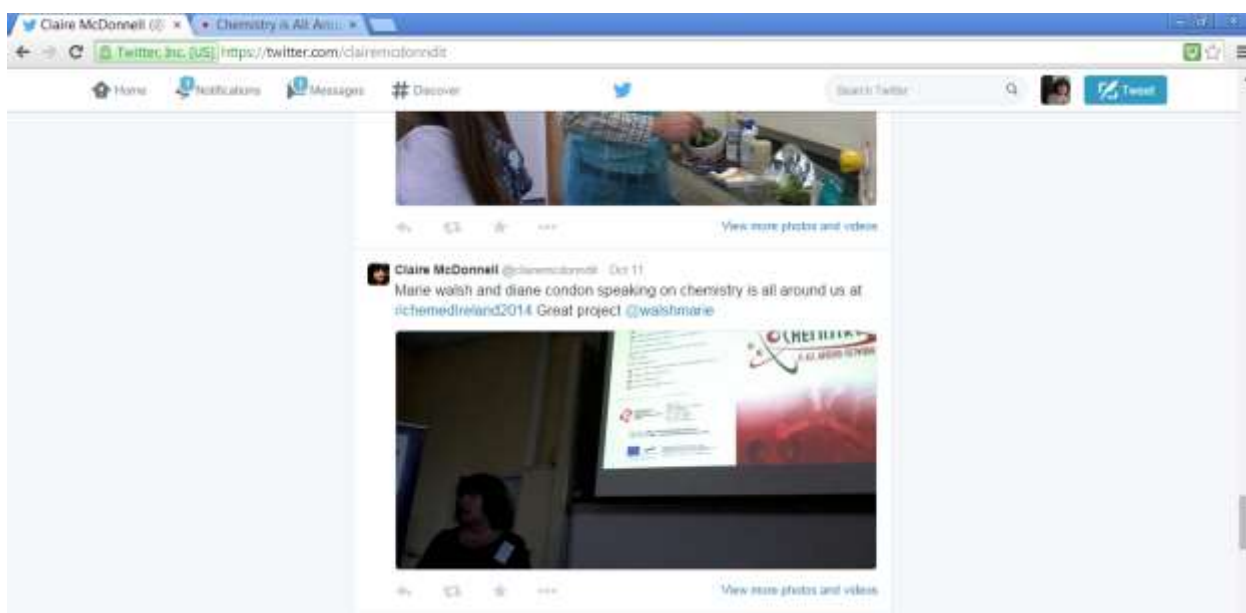 Claire McDonnell (
Chemistry is All Arou
Twitter, Inc. [US] https://twitter.com/clairemcdonndit
Home
Notifications
Messages
# Discover
Search Twitter
Tweet
View more photos and videos
Claire McDonnell @clairemcdonndit · Oct 11
Marie walsh and diane condon speaking on chemistry is all around us at
richemedIreland2014 Great project @walshmarie
View more photos and videos